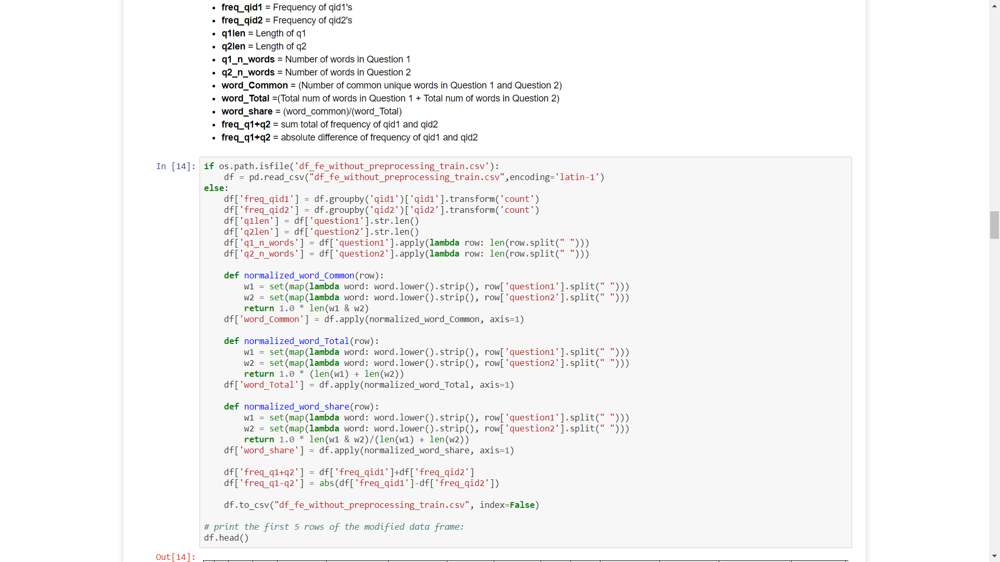 freq_qid1 = Frequency of qid1's
freq_qid2 = Frequency of qid2's
q1len = Length of q1
q2len = Length of q2
q1_n_words = Number of words in Question 1
q2_n_words = Number of words in Question 2
word_Common = (Number of common unique words in Question 1 and Question 2)
word_Total =(Total num of words in Question 1 + Total num of words in Question 2)
word_share = (word_common)/(word_Total)
freq_q1+q2 = sum total of frequency of qid1 and qid2
freq_q1+q2 = absolute difference of frequency of qid1 and qid2
In [14]: if os.path.isfile('df_fe_without_preprocessing_train.csv'):
    df = pd.read_csv("df_fe_without_preprocessing_train.csv",encoding='latin-1')
else:
    df['freq_qid1'] = df.groupby('qid1')['qid1'].transform('count')
    df['freq_qid2'] = df.groupby('qid2')['qid2'].transform('count')
    df['q1len'] = df['question1'].str.len()
    df['q2len'] = df['question2'].str.len()
    df['q1_n_words'] = df['question1'].apply(lambda row: len(row.split(" ")))
    df['q2_n_words'] = df['question2'].apply(lambda row: len(row.split(" ")))
    def normalized_word_Common(row):
        w1 = set(map(lambda word: word.lower().strip(), row['question1'].split(" ")))
        w2 = set(map(lambda word: word.lower().strip(), row['question2'].split(" ")))
        return 1.0 * len(w1 & w2)
    df['word_Common'] = df.apply(normalized_word_Common, axis=1)
    def normalized_word_Total(row):
        w1 = set(map(lambda word: word.lower().strip(), row['question1'].split(" ")))
        w2 = set(map(lambda word: word.lower().strip(), row['question2'].split(" ")))
        return 1.0 * (len(w1) + len(w2))
    df['word_Total'] = df.apply(normalized_word_Total, axis=1)
    def normalized_word_share(row):
        w1 = set(map(lambda word: word.lower().strip(), row['question1'].split(" ")))
        w2 = set(map(lambda word: word.lower().strip(), row['question2'].split(" ")))
        return 1.0 * len(w1 & w2)/(len(w1) + len(w2))
    df['word_share'] = df.apply(normalized_word_share, axis=1)
    df['freq_q1+q2'] = df['freq_qid1']+df['freq_qid2']
    df['freq_q1-q2'] = abs(df['freq_qid1']-df['freq_qid2'])
    df.to_csv("df_fe_without_preprocessing_train.csv", index=False)
# print the first 5 rows of the modified data frame:
df.head()
Out[14]: